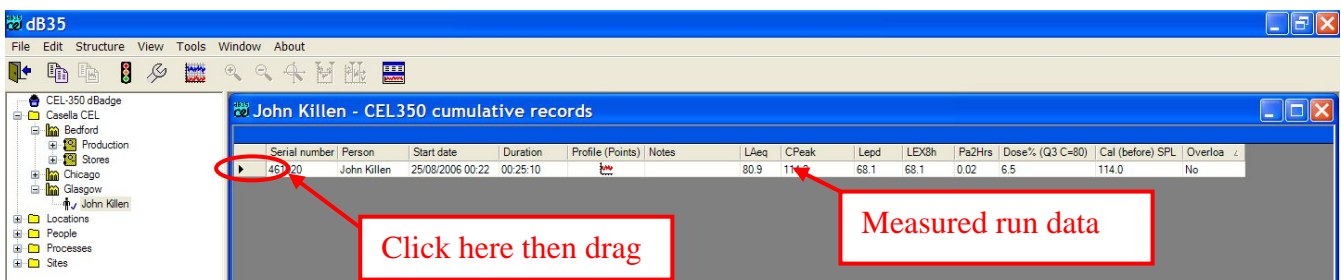 dB35
File Edit Structure View Tools Window About
CEL-350 dBadge
Casella CEL
Bedford
Production
Stores
Chicago
Glasgow
John Killen
Locations
People
Processes
Sites
John Killen - CEL350 cumulative records
Serial number Person Start date Duration Profile (Points) Notes LAeq CPeak Lepd LEX8h Pa2Hrs Dose% (Q3 C=80) Cal (before) SPL Overloa
John Killen 25/08/2006 00:22 00:25:10 80.9 68.1 68.1 0.02 6.5 114.0 No
Click here then drag
Measured run data